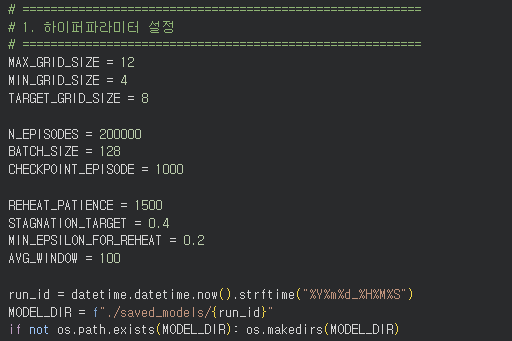 # =====================================================
# 1. 하이퍼파라미터 설정
# =====================================================
MAX_GRID_SIZE = 12
MIN_GRID_SIZE = 4
TARGET_GRID_SIZE = 8
N_EPISODES = 200000
BATCH_SIZE = 128
CHECKPOINT_EPISODE = 1000
REHEAT_PATIENCE = 1500
STAGNATION_TARGET = 0.4
MIN_EPSILON_FOR_REHEAT = 0.2
AVG_WINDOW = 100
run_id = datetime.datetime.now().strftime("%Y%m%d_%H%M%S")
MODEL_DIR = f"./saved_models/{run_id}"
if not os.path.exists(MODEL_DIR): os.makedirs(MODEL_DIR)